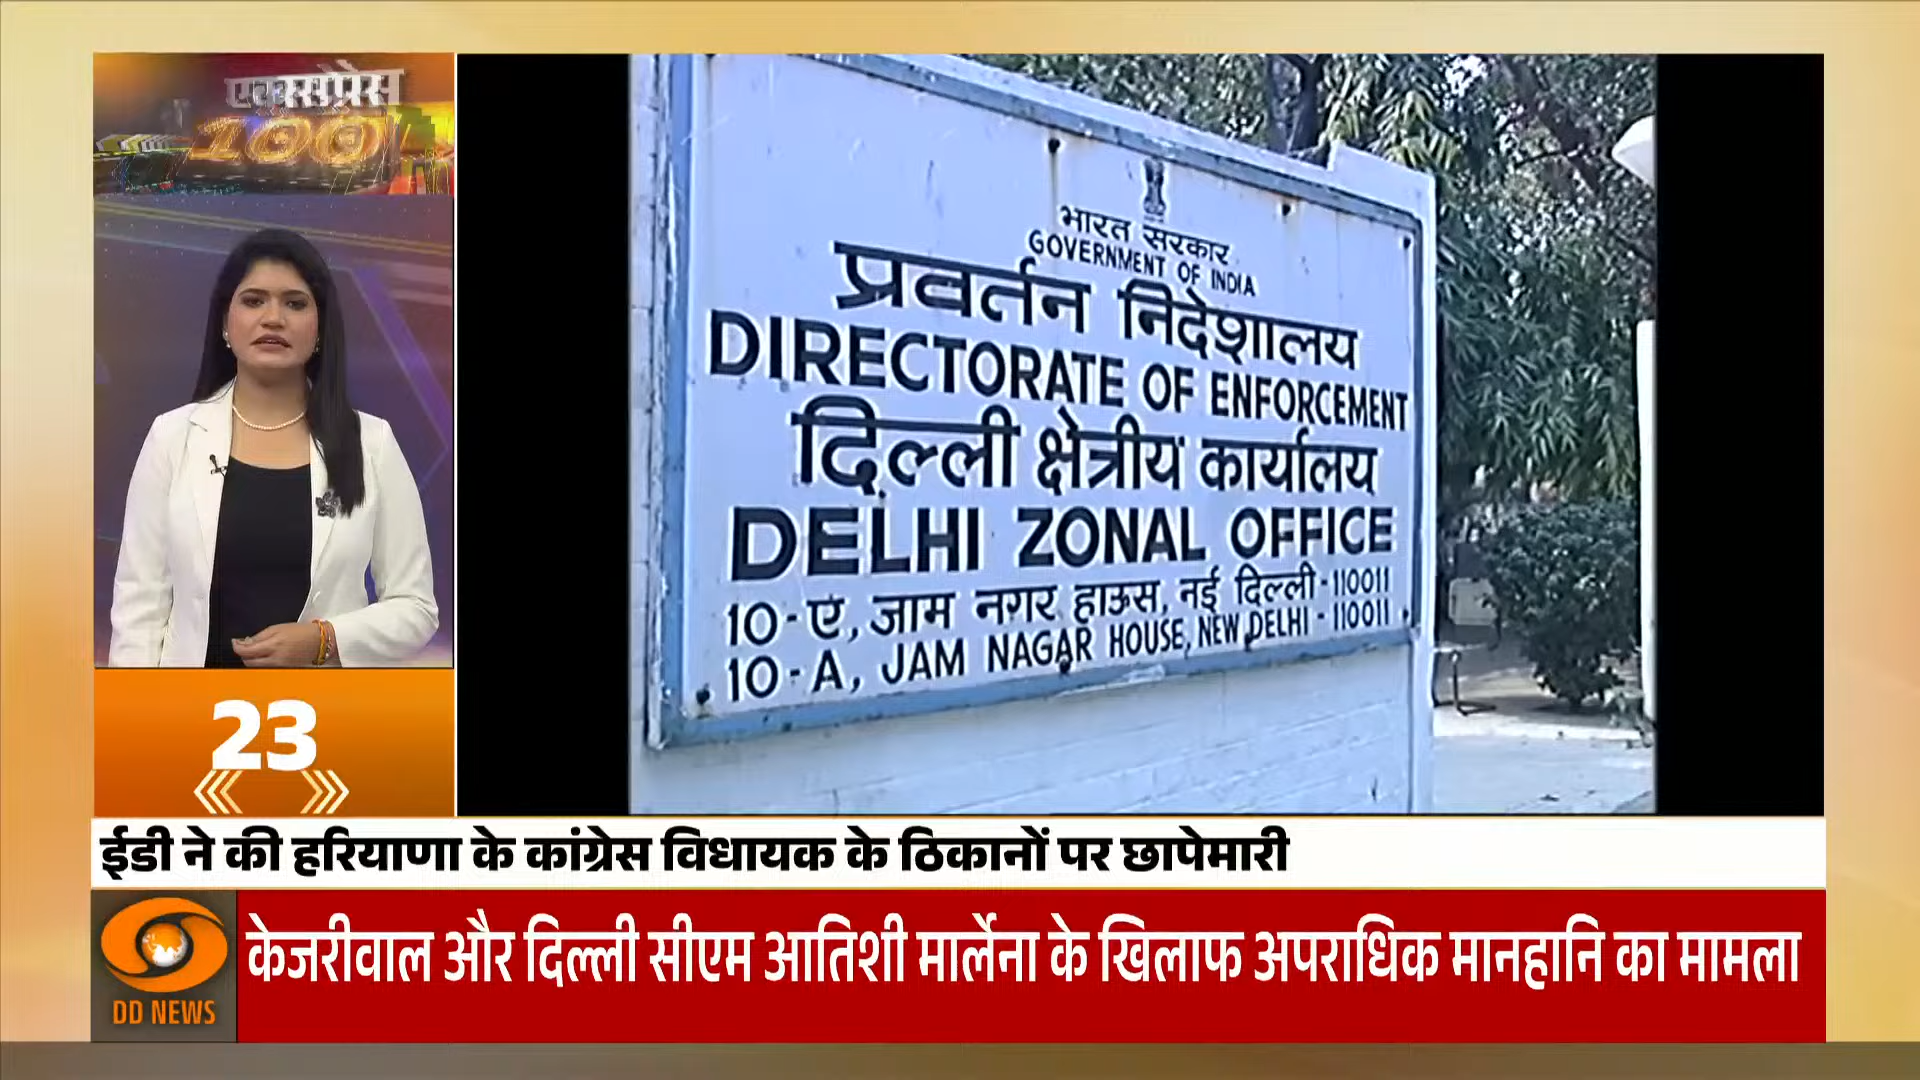 एक्सप्रेस
100
23
भारत सरकार
GOVERNMENT OF INDIA
प्रवर्तन निदेशालय
DIRECTORATE OF ENFORCEMENT
दिल्ली क्षेत्रीय कार्यालय
DELHI ZONAL OFFICE
10-ए, जाम नगर हाऊस, नई दिल्ली-110011
10-A, JAM NAGAR HOUSE, NEW DELHI-110011
ईडी ने की हरियाणा के कांग्रेस विधायक के ठिकानों पर छापेमारी
केजरीवाल और दिल्ली सीएम आतिशी मार्लेना के खिलाफ अपराधिक मानहानि का मामला
DD NEWS